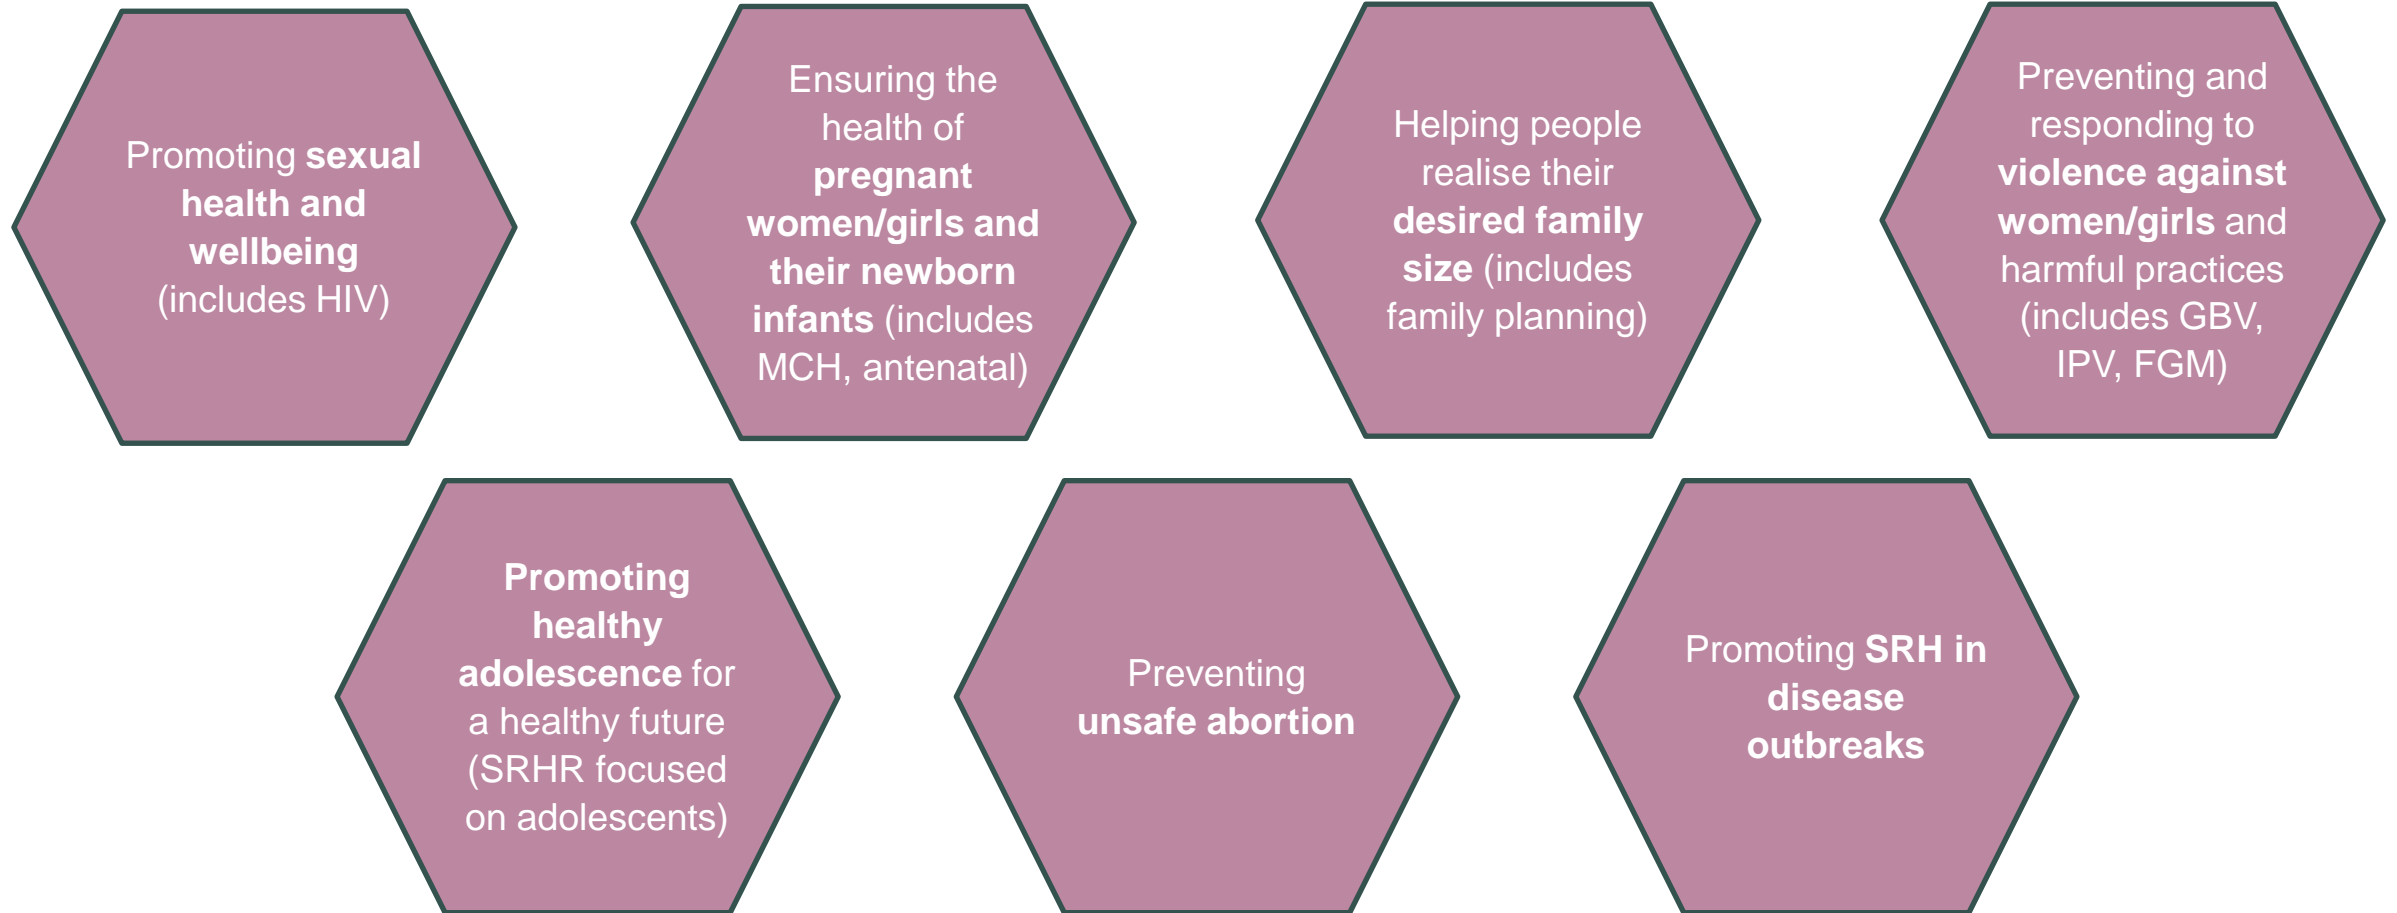 Promoting sexual
health and
wellbeing
(includes HIV)
Ensuring the
health of
pregnant
women/girls and
their newborn
infants (includes
MCH, antenatal)
Helping people
realise their
desired family
size (includes
family planning)
Preventing and
responding to
violence against
women/girls and
harmful practices
(includes GBV,
IPV, FGM)
Promoting
healthy
adolescence for
a healthy future
(SRHR focused
on adolescents)
Preventing
unsafe abortion
Promoting SRH in
disease
outbreaks